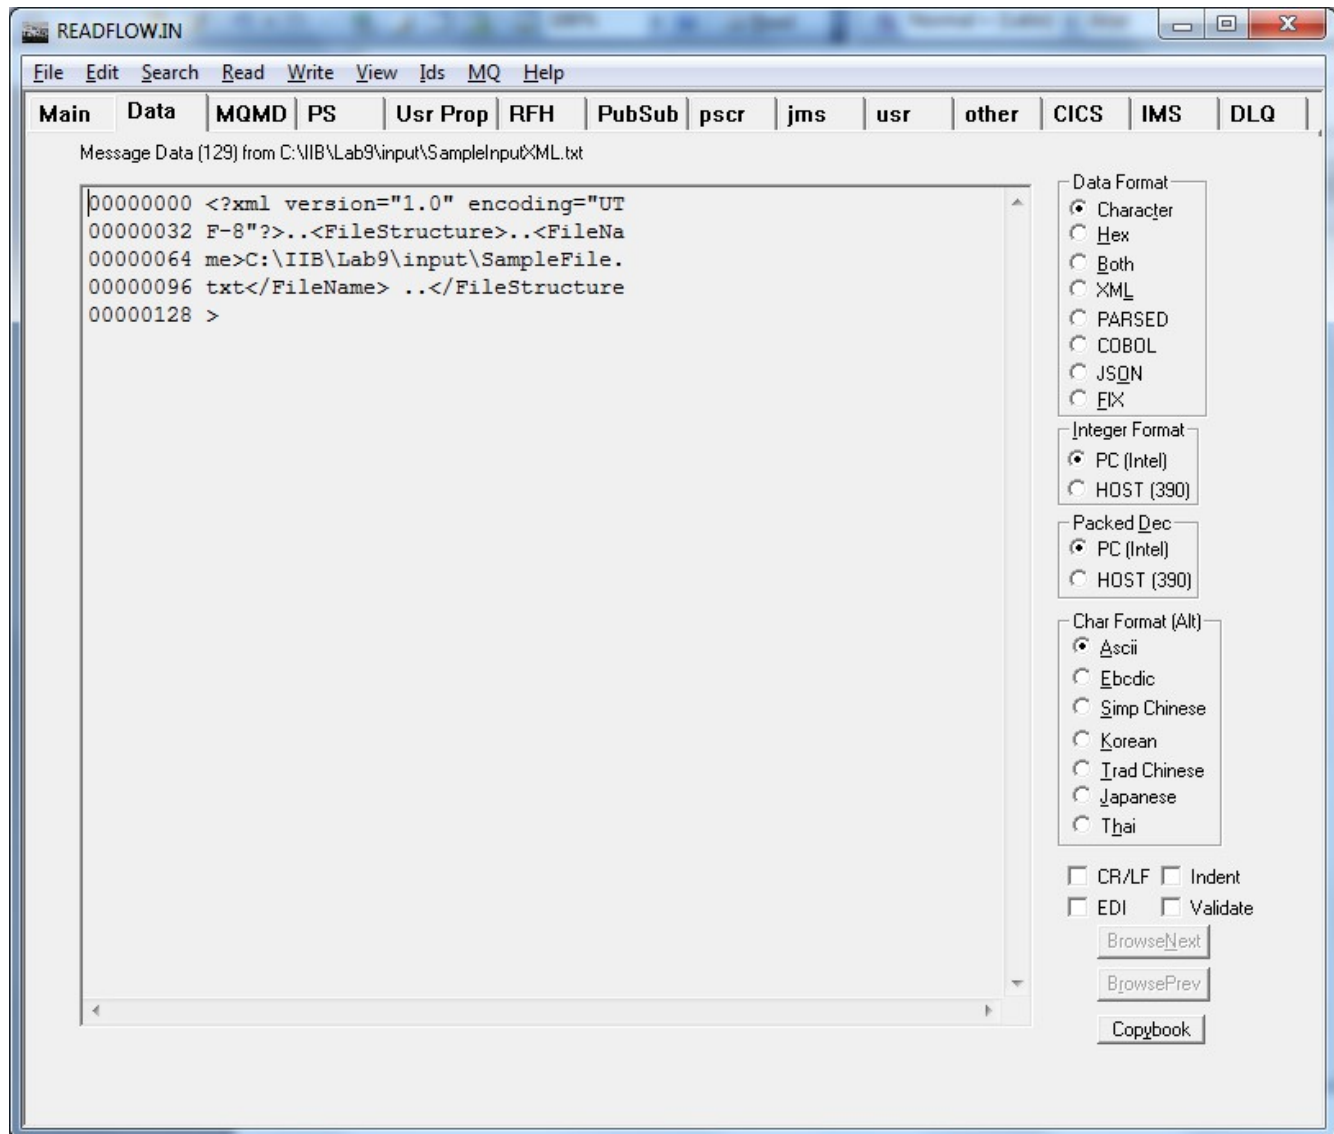 READFLOW.IN
File Edit Search Read Write View Ids MQ Help
Main Data MQMD PS Usr Prop RFH PubSub pscr jms usr other CICS IMS DLQ
Message Data (129) from C:\IIB\Lab9\input\SampleInputXML.txt
00000000 <?xml version="1.0" encoding="UT
00000032 F-8"?>..<FileStructure>..<FileNa
00000064 me>C:\IIB\Lab9\input\SampleFile.
00000096 txt</FileName> ..</FileStructure
00000128 >
Data Format
Character
Hex
Both
XML
PARSED
COBOL
JSON
FIX
Integer Format
PC (Intel)
HOST (390)
Packed Dec
PC (Intel)
HOST (390)
Char Format (Alt)
Ascii
Ebcdic
Simp Chinese
Korean
Trad Chinese
Japanese
Thai
CR/LF Indent
EDI Validate
BrowseNext
BrowsePrev
Copybook